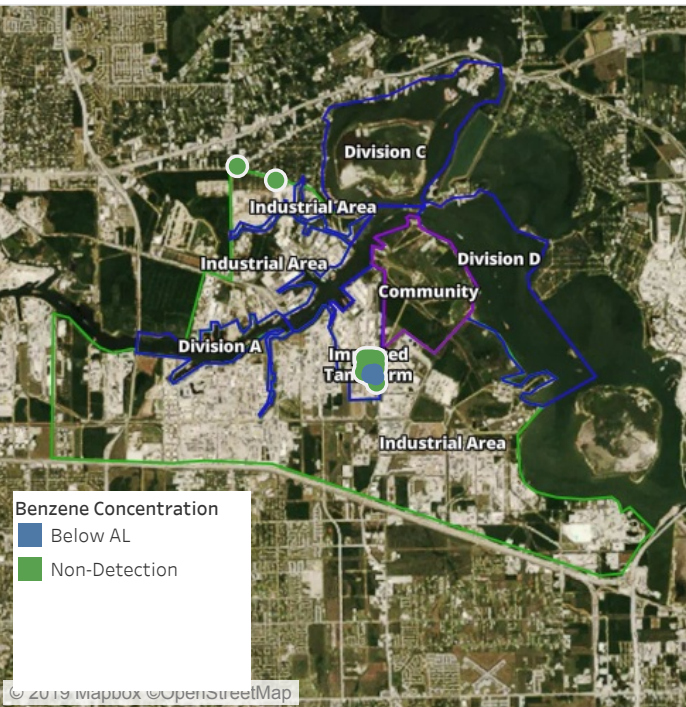 Division C
Industrial Area
Industrial Area
Division D
Community
Division A
Industrial Area
Benzene Concentration
Below AL
Non-Detection
© 2019 Mapbox ©OpenStreetMap